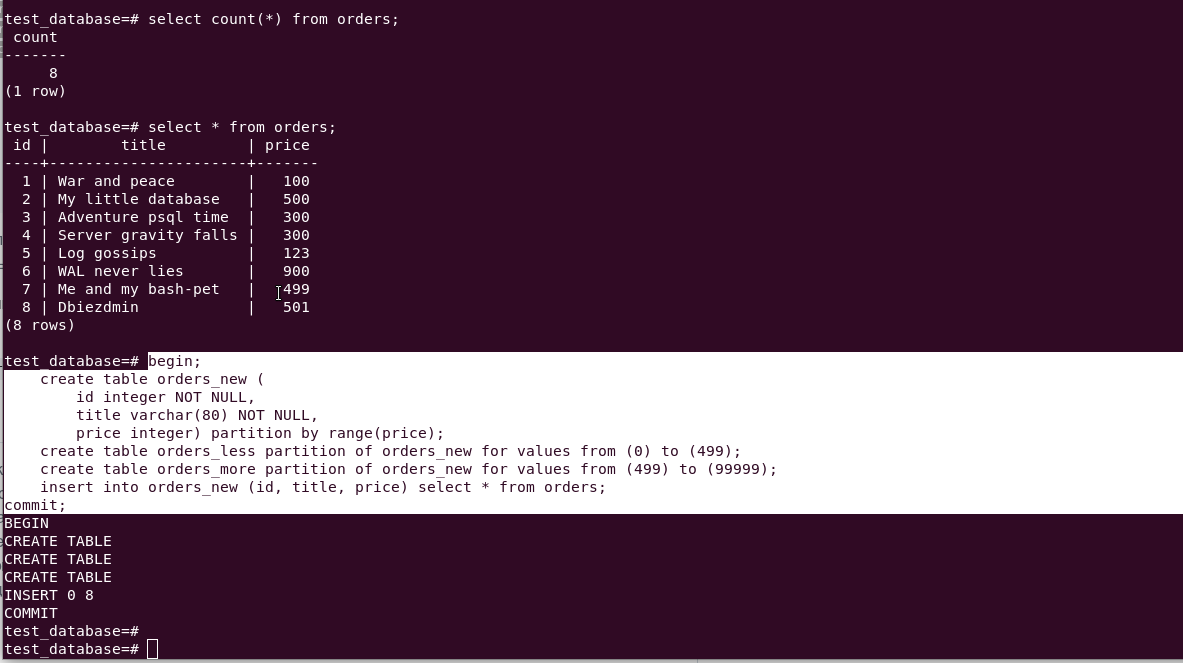 test_database=# select count(*) from orders;
 count
-------
     8
(1 row)

test_database=# select * from orders;
 id |        title         | price
----+----------------------+-------
  1 | War and peace        |   100
  2 | My little database   |   500
  3 | Adventure psql time  |   300
  4 | Server gravity falls |   300
  5 | Log gossips          |   123
  6 | WAL never lies       |   900
  7 | Me and my bash-pet   |   499
  8 | Dbiezdmin            |   501
(8 rows)

test_database=# begin;
    create table orders_new (
        id integer NOT NULL,
        title varchar(80) NOT NULL,
        price integer) partition by range(price);
    create table orders_less partition of orders_new for values from (0) to (499);
    create table orders_more partition of orders_new for values from (499) to (99999);
    insert into orders_new (id, title, price) select * from orders;
commit;
BEGIN
CREATE TABLE
CREATE TABLE
CREATE TABLE
INSERT 0 8
COMMIT
test_database=#
test_database=#